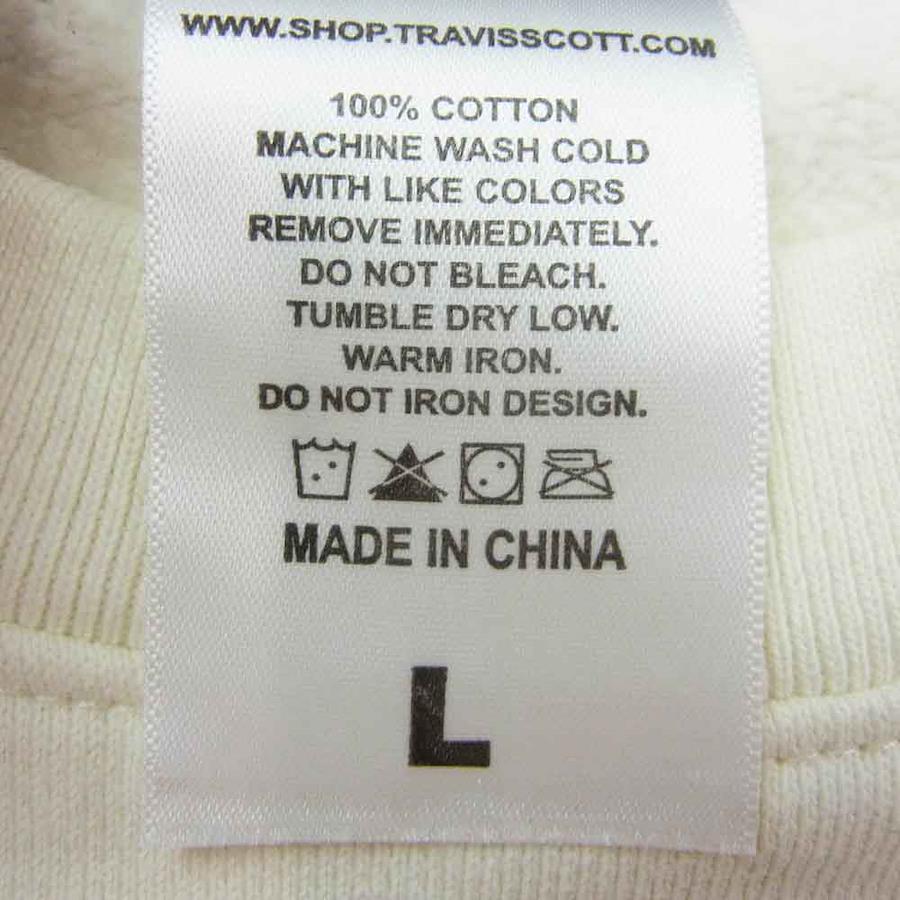 WWW.SHOP.TRAVISSCOTT.COM
100% COTTON
MACHINE WASH COLD
WITH LIKE COLORS
REMOVE IMMEDIATELY.
DO NOT BLEACH.
TUMBLE DRY LOW.
WARM IRON.
DO NOT IRON DESIGN.
MADE IN CHINA
L